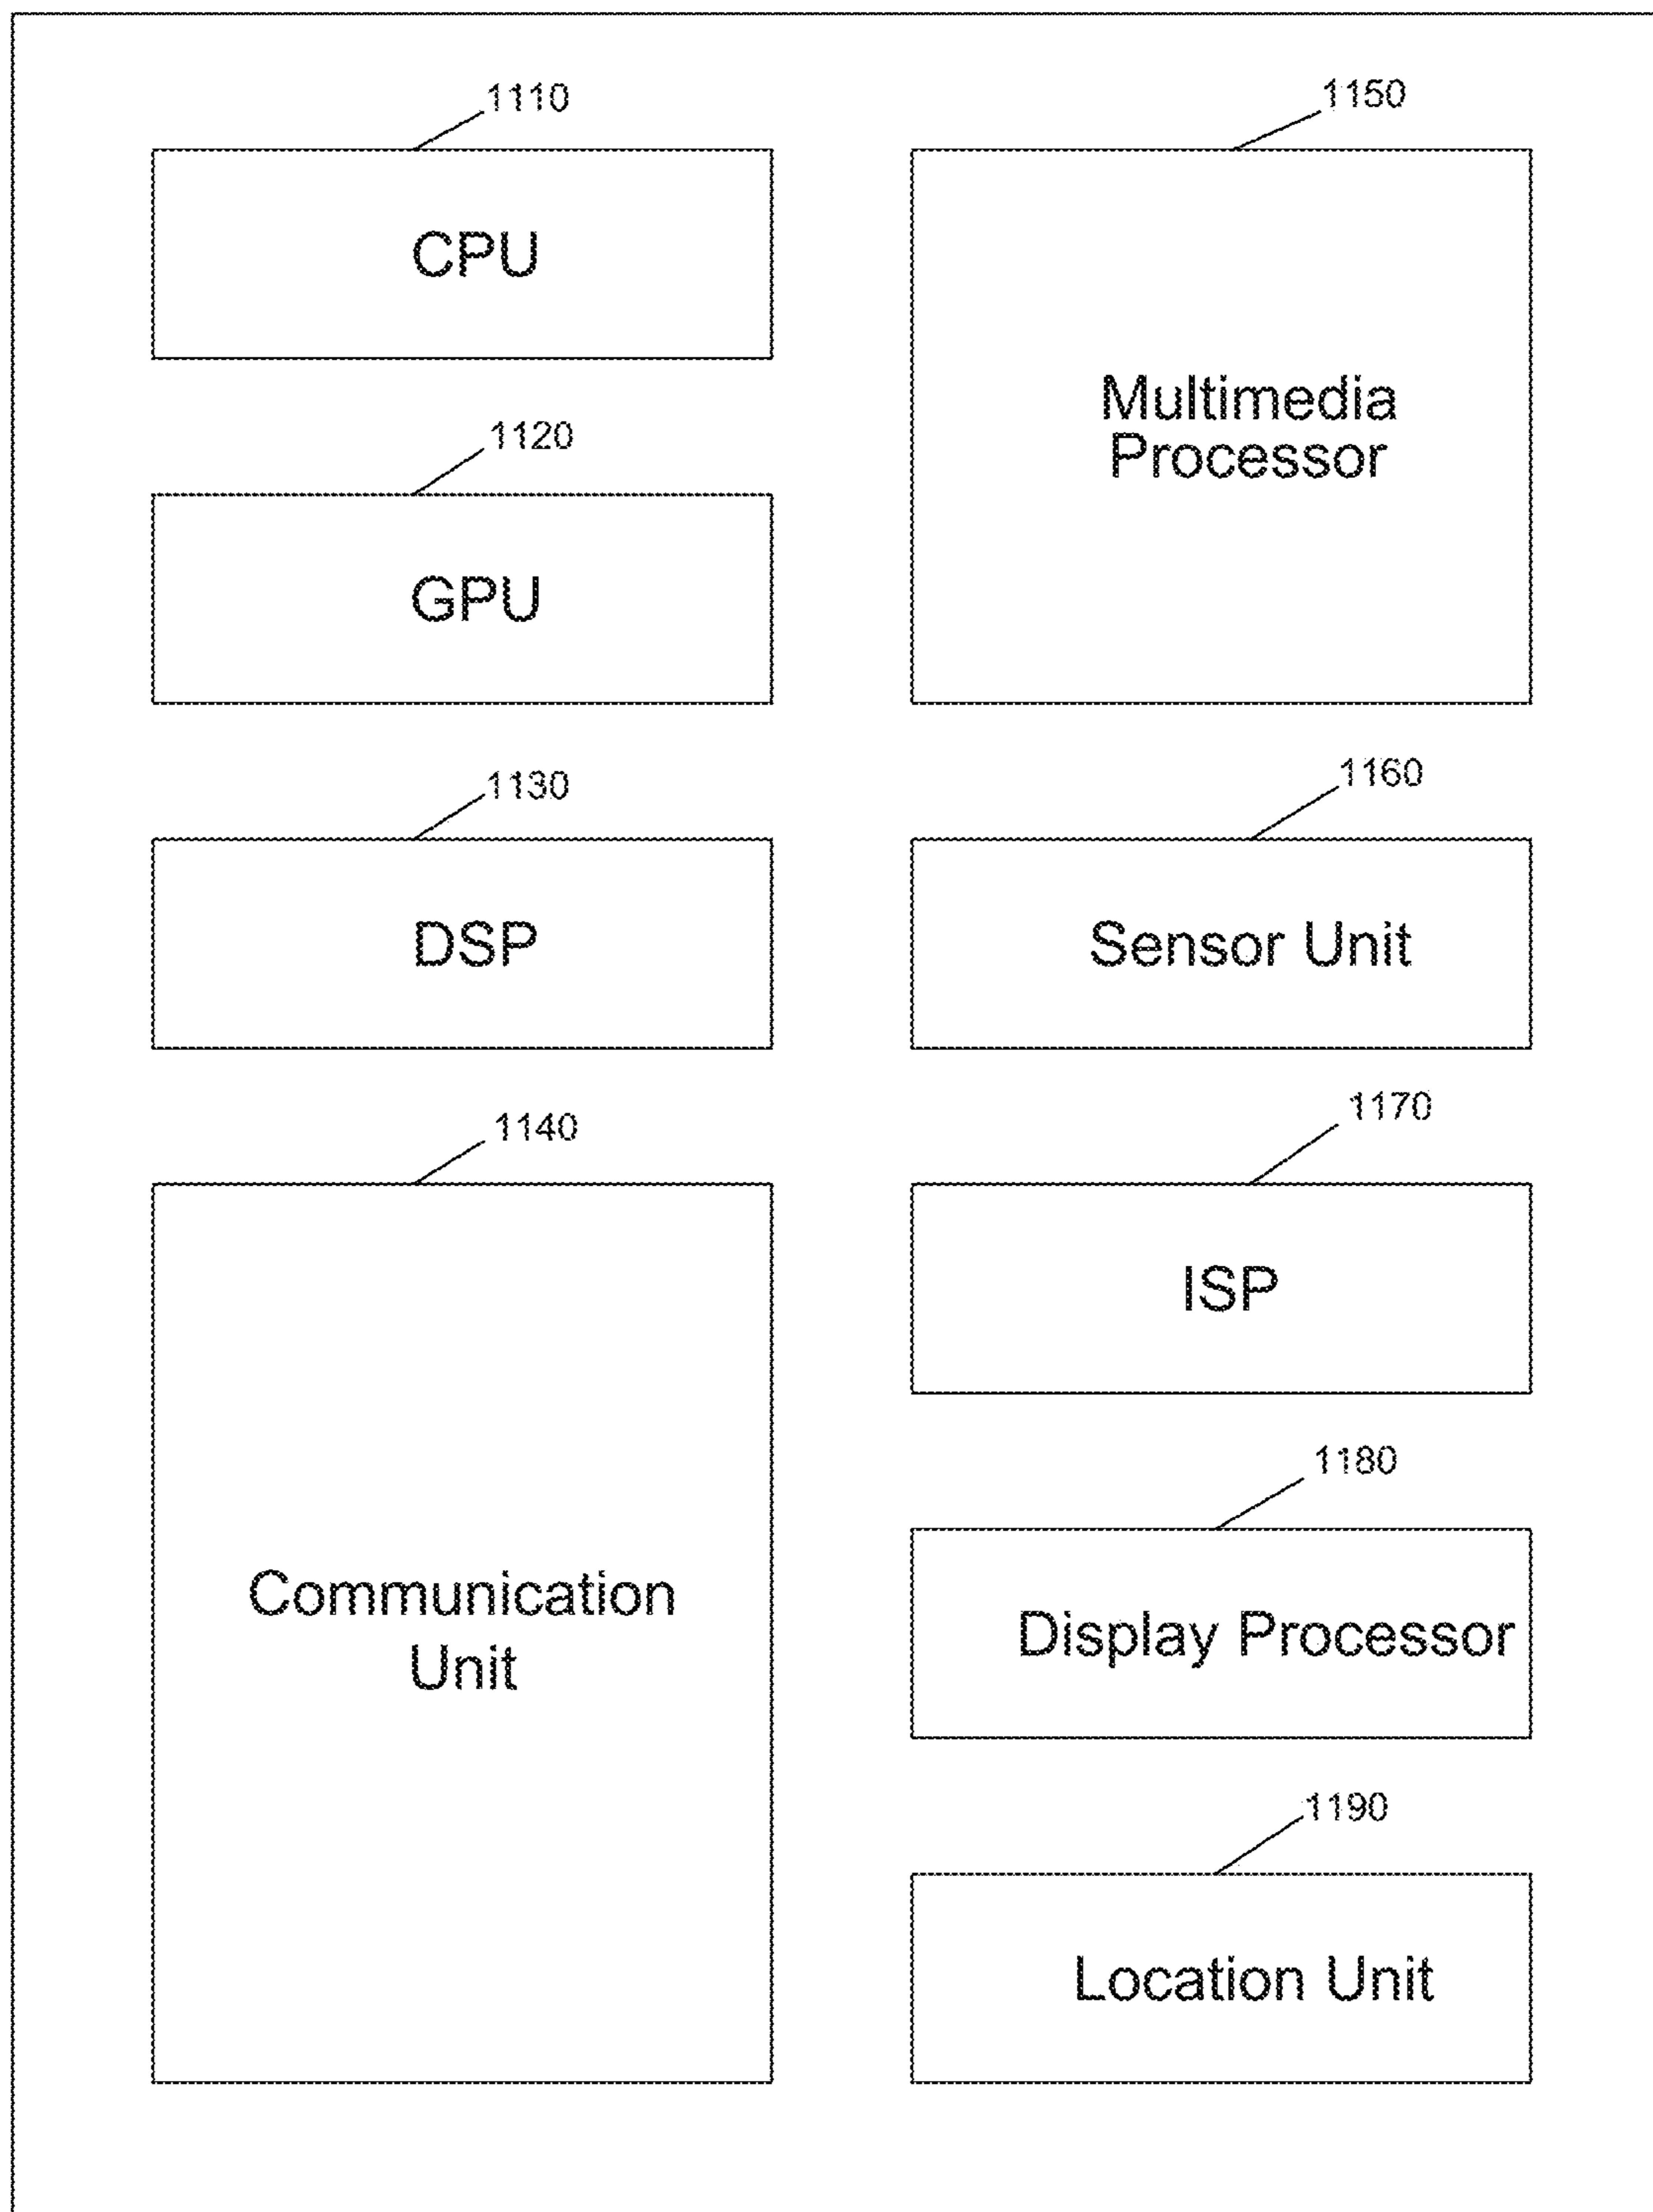 1110
CPU
1120
GPU
1130
DSP
1140
Communication
Unit
1150
Multimedia
Processor
1160
Sensor Unit
1170
ISP
1180
Display Processor
1190
Location Unit